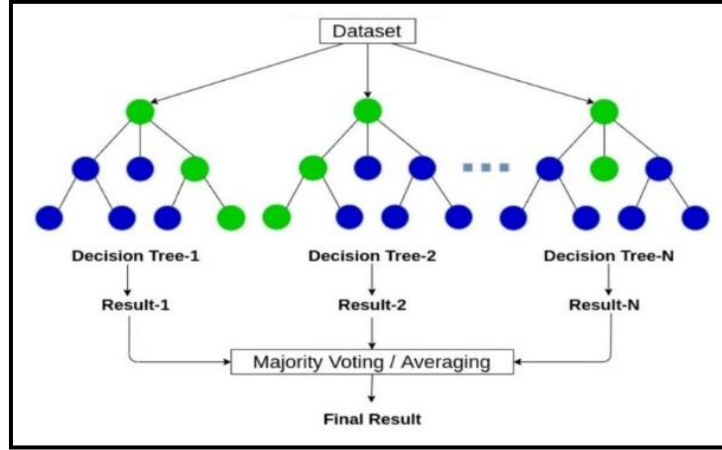 Dataset
Decision Tree-1
Decision Tree-2
Decision Tree-N
Result-1
Result-2
Result-N
Majority Voting / Averaging
Final Result